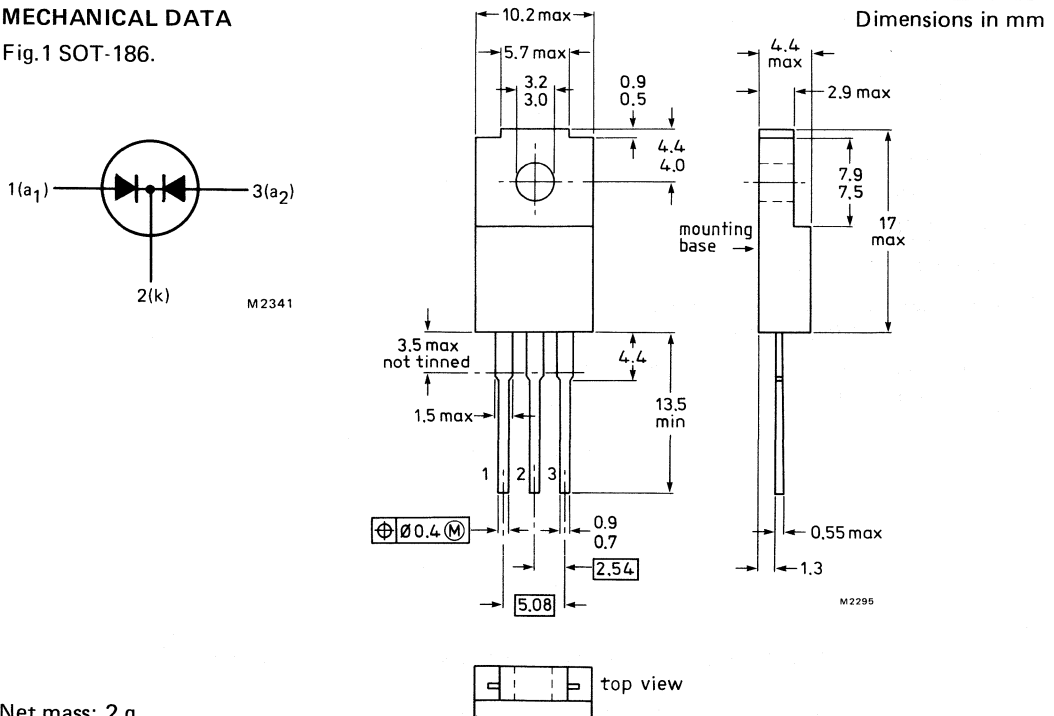 MECHANICAL DATA
Dimensions in mm
Fig.1 SOT-186.
10.2 max
5.7 max
3.2
3.0
0.9
0.5
4.4
4.0
4.4
max
2.9 max
7.9
7.5
17
max
mounting
base
1(a1)
3(a2)
2(k)
M2341
3.5 max
not tinned
4.4
13.5
min
1.5 max
1 2 3
⌖ Ø0.4 Ⓜ
0.9
0.7
2.54
5.08
0.55 max
1.3
M2295
top view
Net mass: 2 g